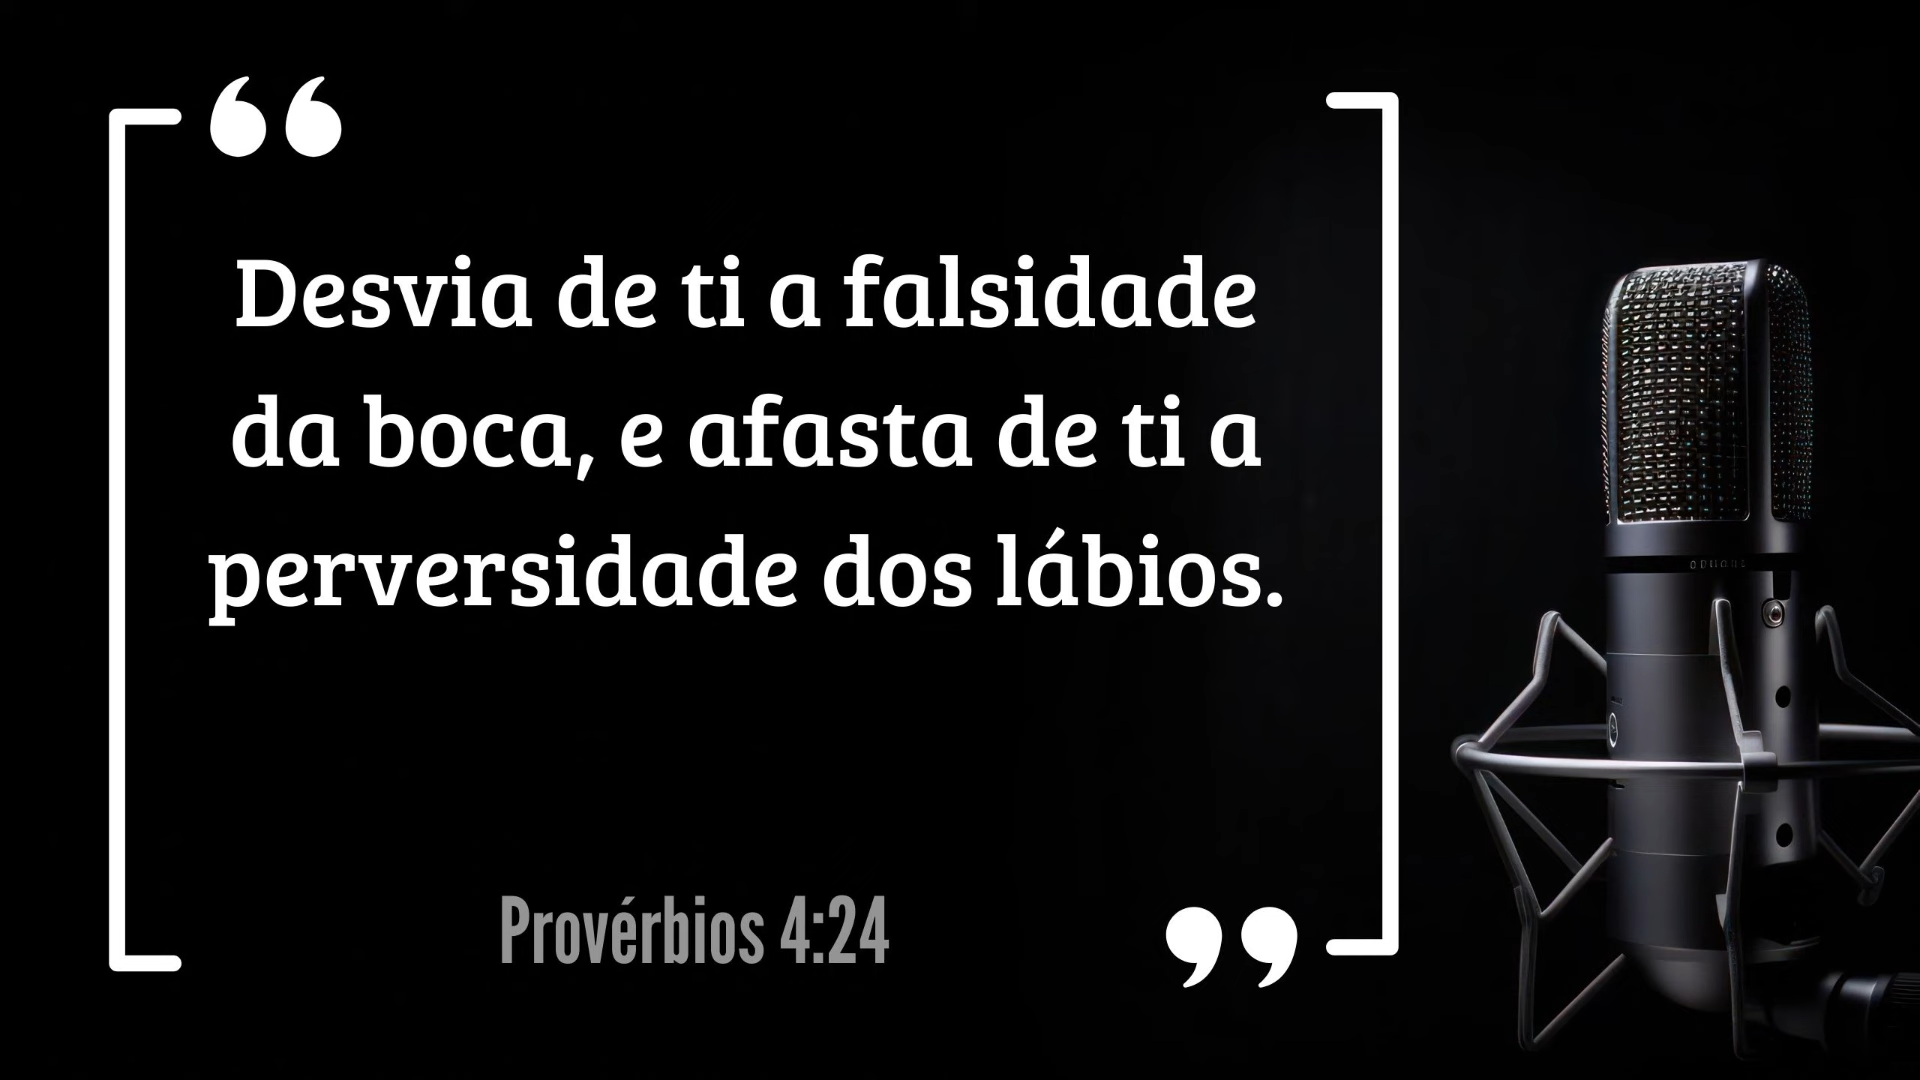 Desvia de ti a falsidade
da boca, e afasta de ti a
perversidade dos lábios.
Provérbios 4:24